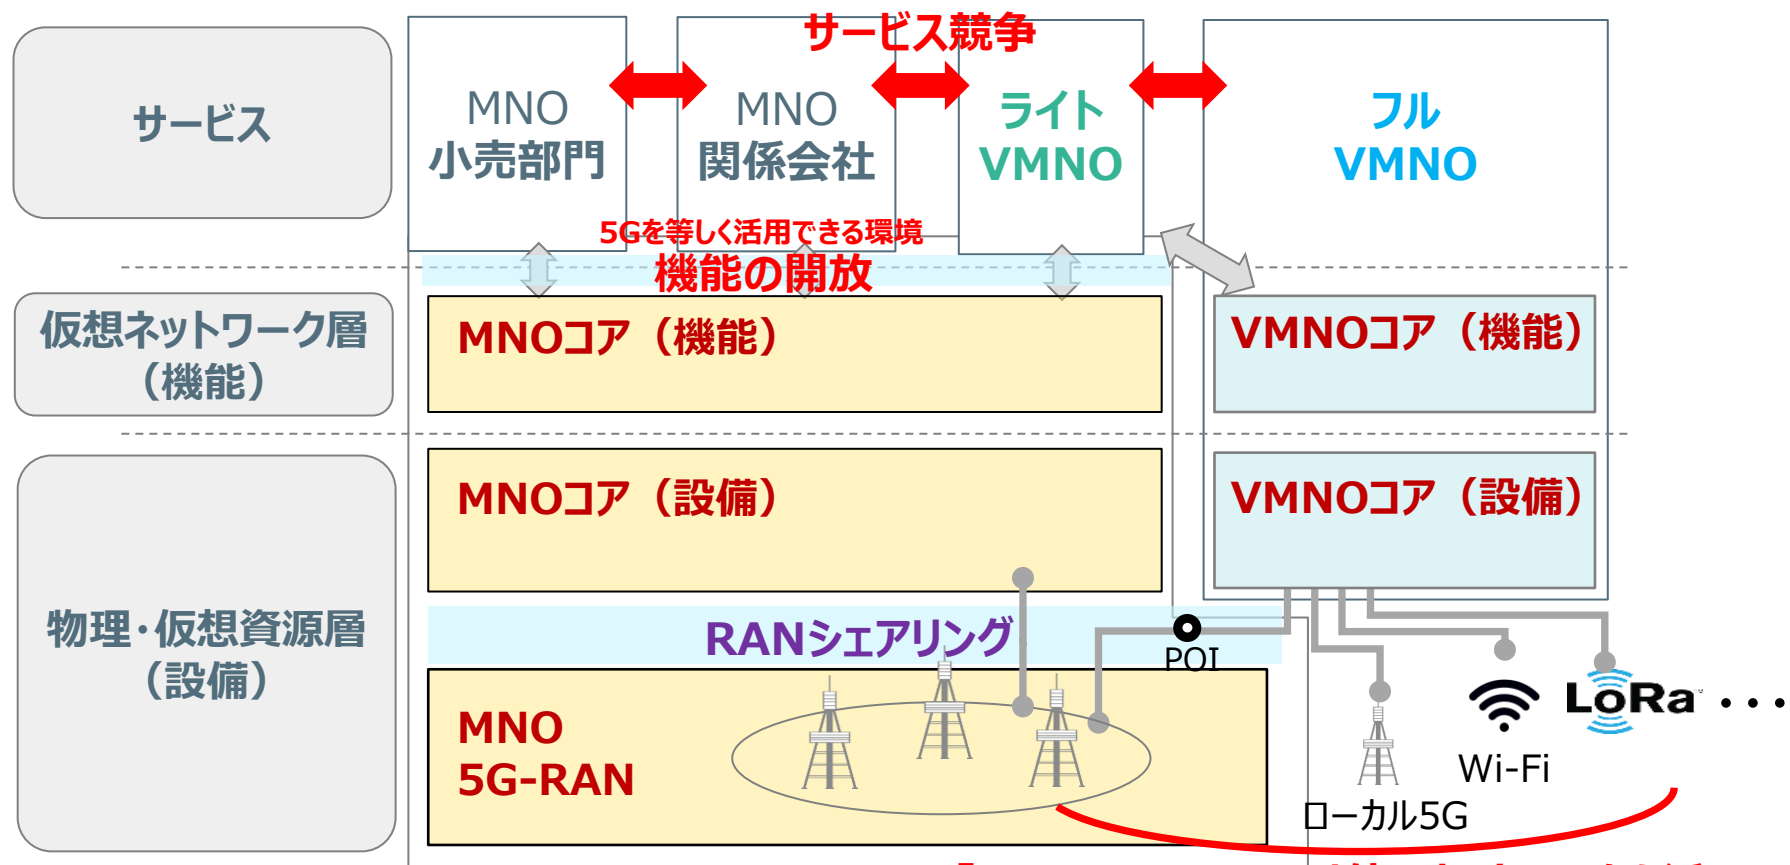 サービス競争
サービス
MNO
小売部門
MNO
関係会社
ライト
VMNO
フル
VMNO
5Gを等しく活用できる環境
機能の開放
仮想ネットワーク層
（機能）
MNOコア（機能）
VMNOコア（機能）
物理・仮想資源層
（設備）
MNOコア（設備）
VMNOコア（設備）
RANシェアリング
POI
MNO
5G-RAN
LoRa ・・・
Wi-Fi
ローカル5G